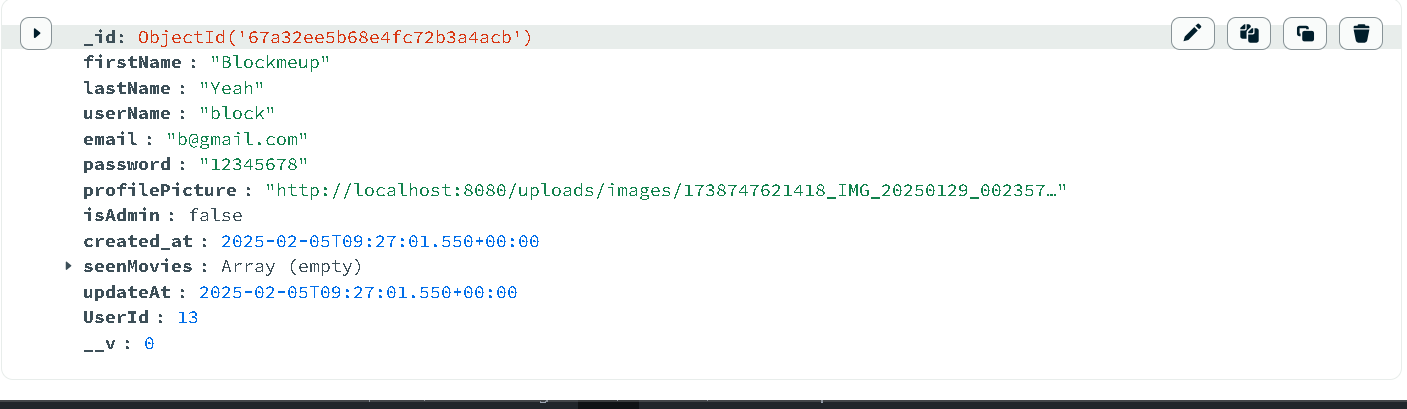 _id: ObjectId('67a32ee5b68e4fc72b3a4acb')
firstName : "Blockmeup"
lastName : "Yeah"
userName : "block"
email : "b@gmail.com"
password : "12345678"
profilePicture : "http://localhost:8080/uploads/images/1738747621418_IMG_20250129_002357…"
isAdmin : false
created_at : 2025-02-05T09:27:01.550+00:00
seenMovies : Array (empty)
updateAt : 2025-02-05T09:27:01.550+00:00
UserId : 13
__v : 0